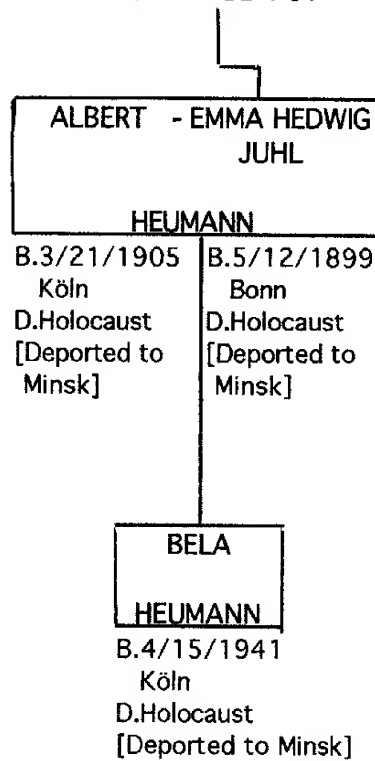 ALBERT - EMMA HEDWIG
JUHL
HEUMANN
B.3/21/1905
Köln
D.Holocaust
[Deported to
Minsk]
B.5/12/1899
Bonn
D.Holocaust
[Deported to
Minsk]
BELA
HEUMANN
B.4/15/1941
Köln
D.Holocaust
[Deported to Minsk]